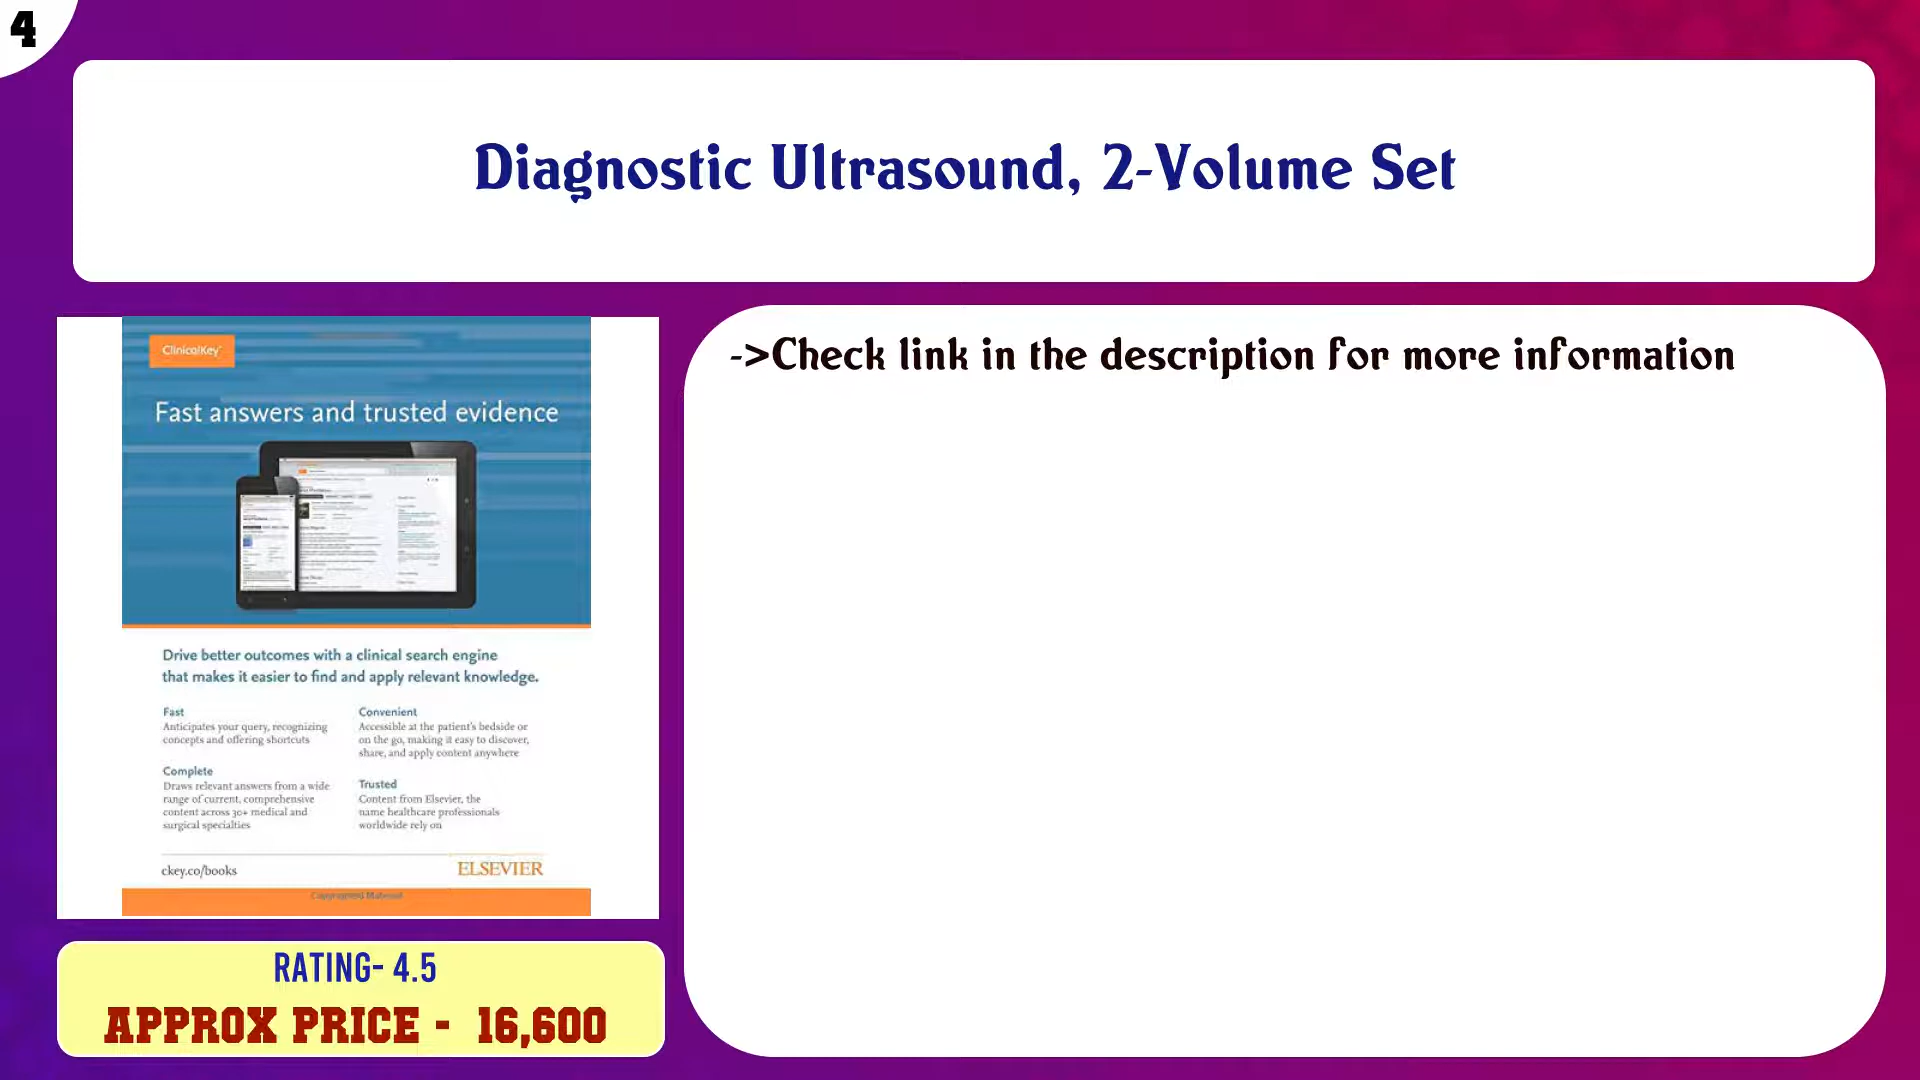 4
Diagnostic Ultrasound, 2-Volume Set
ClinicalKey®
Fast answers and trusted evidence
Drive better outcomes with a clinical search engine
that makes it easier to find and apply relevant knowledge.
Fast
Anticipates your query, recognizing
concepts and offering shortcuts
Complete
Draws relevant answers from a wide
range of current, comprehensive
content across 30+ medical and
surgical specialties
Convenient
Accessible at the patient's bedside or
on the go, making it easy to discover,
share, and apply content anywhere
Trusted
Content from Elsevier, the
name healthcare professionals
worldwide rely on
ckey.co/books
ELSEVIER
Copyrighted Material
RATING- 4.5
APPROX PRICE - 16,600
->Check link in the description for more information